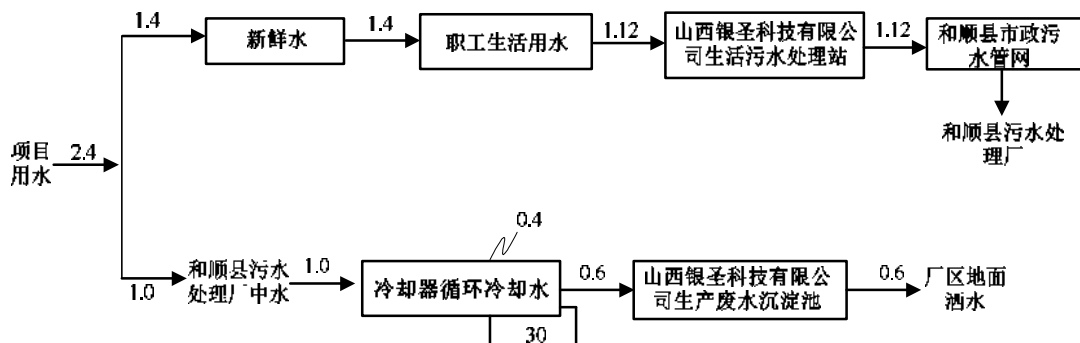 1.4
新鲜水
1.4
职工生活用水
1.12
山西银圣科技有限公
司生活污水处理站
1.12
和顺县市政污
水管网
和顺县污水处
理厂
项目
用水
2.4
0.4
1.0
和顺县污水
处理厂中水
1.0
冷却器循环冷却水
0.6
山西银圣科技有限公
司生产废水沉淀池
0.6
厂区地面
洒水
30